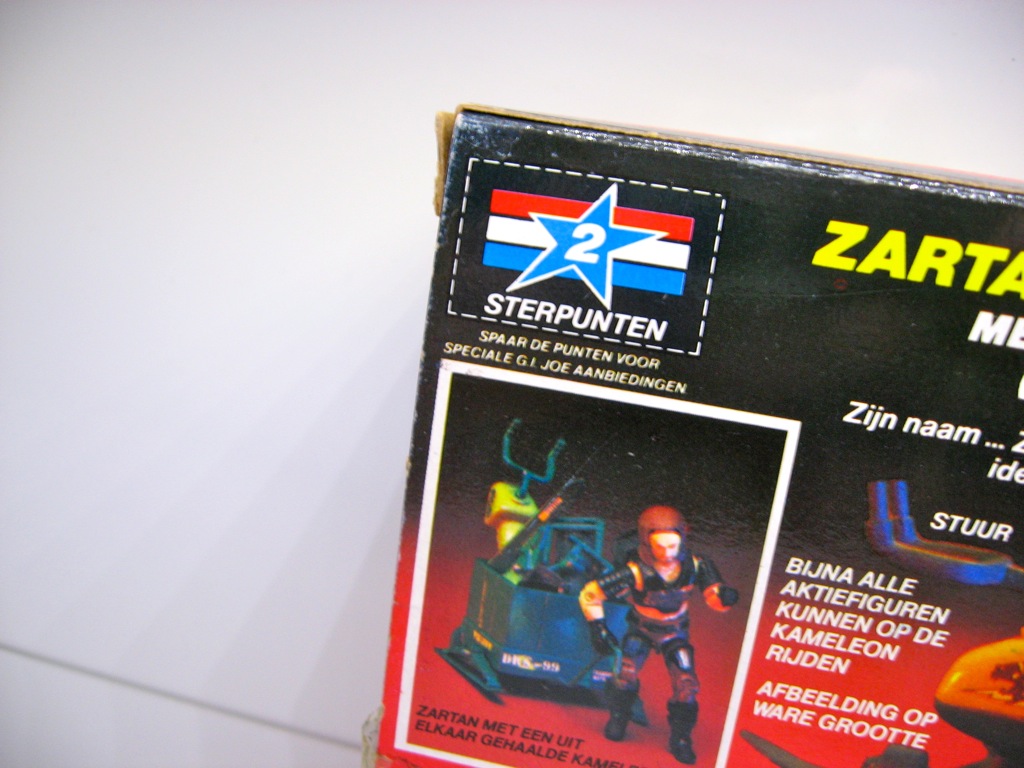 2
STERPUNTEN
SPAAR DE PUNTEN VOOR
SPECIALE G.I. JOE AANBIEDINGEN
ZARTA
ME
Zijn naam ...
ide
STUUR
BIJNA ALLE
AKTIEFIGUREN
KUNNEN OP DE
KAMELEON
RIJDEN
AFBEELDING OP
WARE GROOTTE
ZARTAN MET EEN UIT
ELKAAR GEHAALDE KAMELE